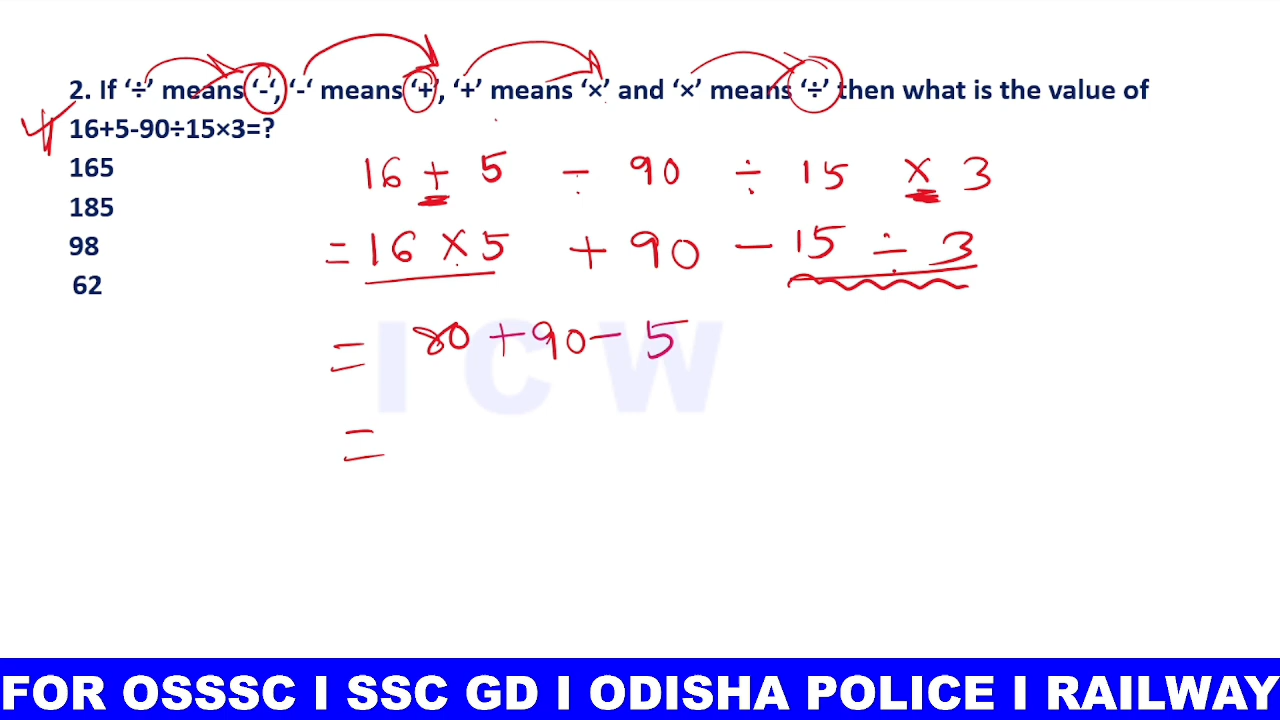 2. If ‘÷’ means ‘-‘, ‘-‘ means ‘+’, ‘+’ means ‘×’ and ‘×’ means ‘÷’ then what is the value of
16+5-90÷15×3=?
165
185
98
62
16 + 5 - 90 ÷ 15 × 3
= 16 × 5 + 90 - 15 ÷ 3
= 80 + 90 - 5
=
ICW
FOR OSSSC I SSC GD I ODISHA POLICE I RAILWAY